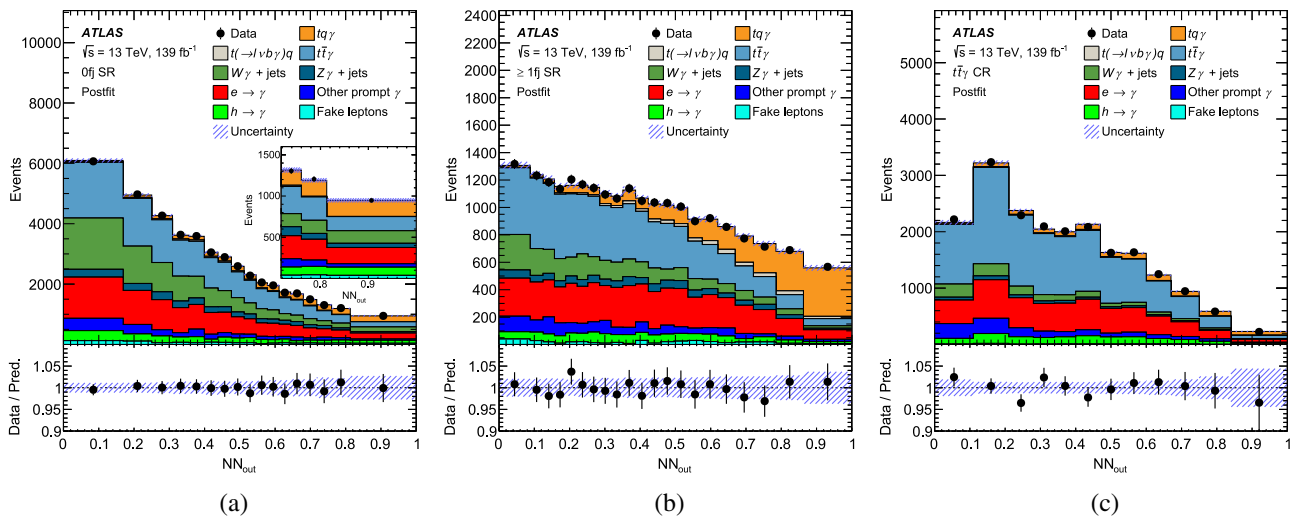 ATLAS
√s = 13 TeV, 139 fb⁻¹
0fj SR
Postfit
Data
t(→lνbγ)q
Wγ + jets
e → γ
h → γ
Uncertainty
tqγ
tt̄γ
Zγ + jets
Other prompt γ
Fake leptons
Events
10000
8000
6000
4000
2000
Events
1500
1000
500
0.8 0.9
NNout
Data / Pred.
1.05
1
0.95
0.9
0 0.1 0.2 0.3 0.4 0.5 0.6 0.7 0.8 0.9 1
NNout
(a)
ATLAS
√s = 13 TeV, 139 fb⁻¹
≥ 1fj SR
Postfit
Data
t(→lνbγ)q
Wγ + jets
e → γ
h → γ
Uncertainty
tqγ
tt̄γ
Zγ + jets
Other prompt γ
Fake leptons
Events
2400
2200
2000
1800
1600
1400
1200
1000
800
600
400
200
Data / Pred.
1.05
1
0.95
0.9
0 0.1 0.2 0.3 0.4 0.5 0.6 0.7 0.8 0.9 1
NNout
(b)
ATLAS
√s = 13 TeV, 139 fb⁻¹
tt̄γ CR
Postfit
Data
t(→lνbγ)q
Wγ + jets
e → γ
h → γ
Uncertainty
tqγ
tt̄γ
Zγ + jets
Other prompt γ
Fake leptons
Events
5000
4000
3000
2000
1000
Data / Pred.
1.05
1
0.95
0.9
0 0.1 0.2 0.3 0.4 0.5 0.6 0.7 0.8 0.9 1
NNout
(c)